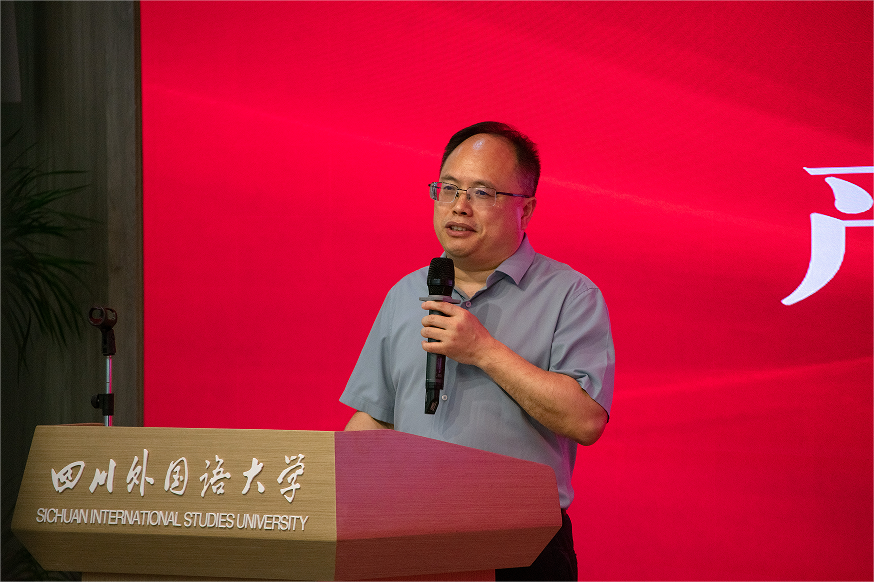 四川外国语大学
SICHUAN INTERNATIONAL STUDIES UNIVERSITY